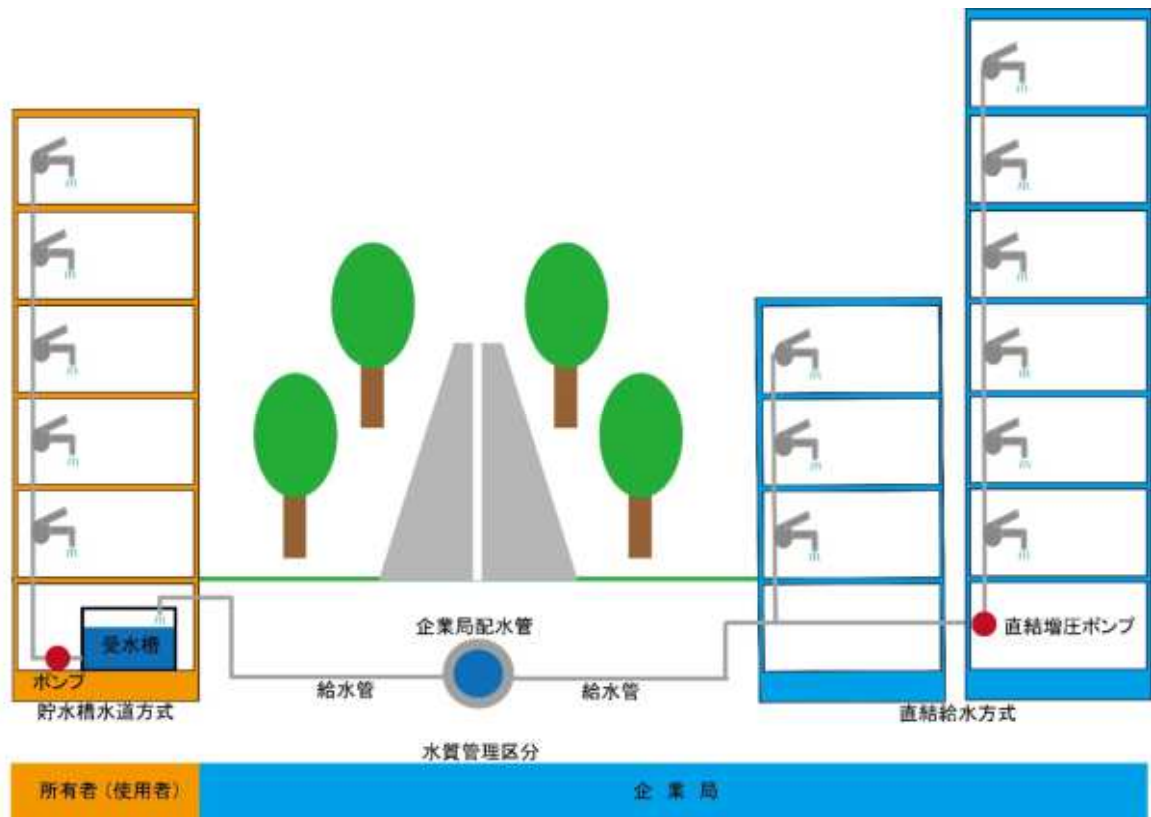 企業局配水管
直結増圧ポンプ
受水槽
ポンプ
給水管
給水管
貯水槽水道方式
直結給水方式
水質管理区分
所有者（使用者）
企業局